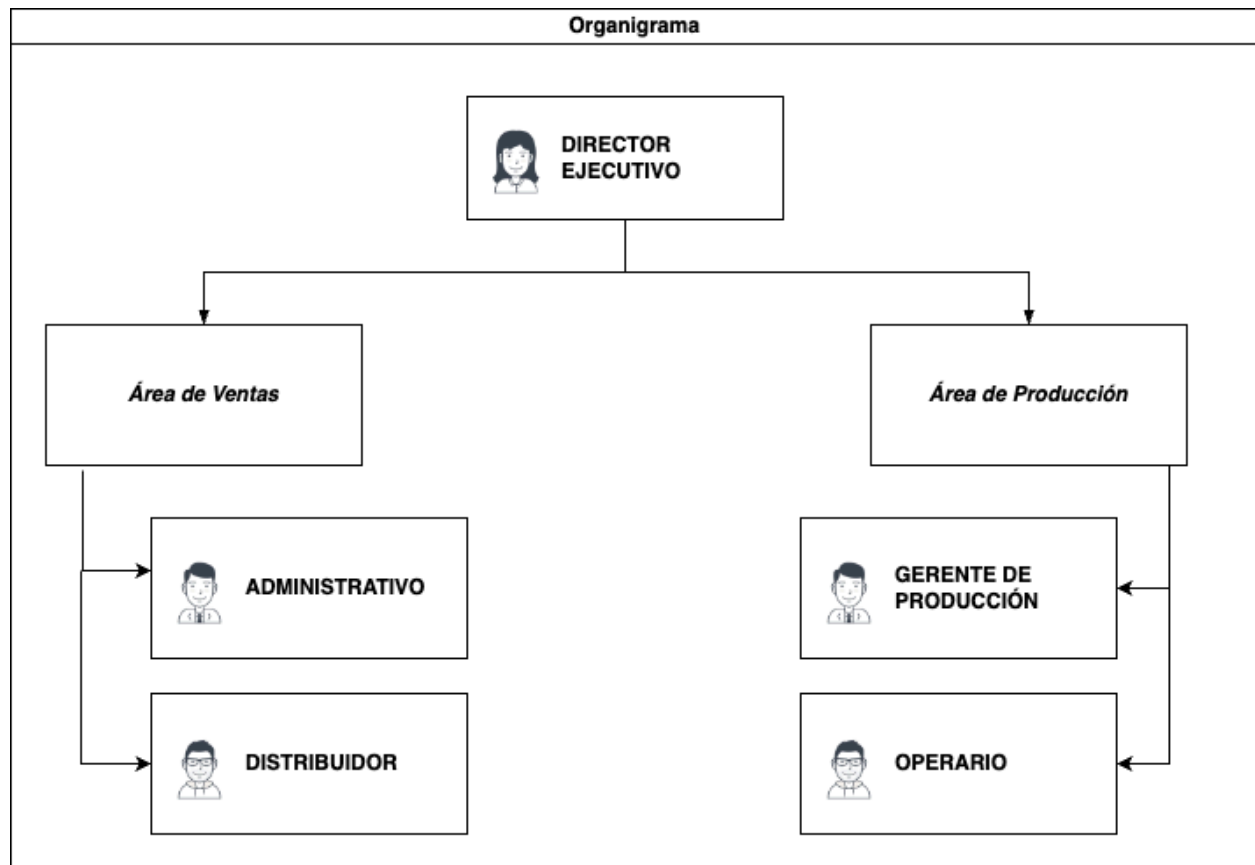 Organigrama
DIRECTOR
EJECUTIVO
Área de Ventas
Área de Producción
ADMINISTRATIVO
GERENTE DE
PRODUCCIÓN
DISTRIBUIDOR
OPERARIO